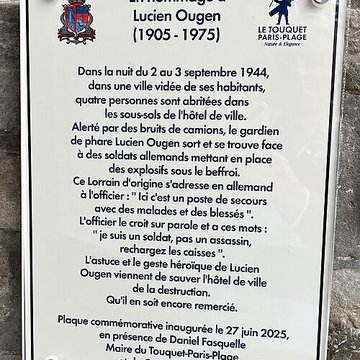 En hommage à
Lucien Ougen
(1905 - 1975)
LE TOUQUET
PARIS-PLAGE
- Nature & Elegance -
Dans la nuit du 2 au 3 septembre 1944,
dans une ville vidée de ses habitants,
quatre personnes sont abritées dans
les sous-sols de l'hôtel de ville.
Alerté par des bruits de camions, le gardien
de phare Lucien Ougen sort et se trouve face
à des soldats allemands mettant en place
des explosifs sous le beffroi.
Ce Lorrain d'origine s'adresse en allemand
à l'officier : " Ici c'est un poste de secours
avec des malades et des blessés ".
L'officier le croit sur parole et a ces mots :
" je suis un soldat, pas un assassin,
rechargez les caisses ".
L'astuce et le geste héroïque de Lucien
Ougen viennent de sauver l'hôtel de ville
de la destruction.
Qu'il en soit encore remercié.
Plaque commémorative inaugurée le 27 juin 2025,
en présence de Daniel Fasquelle
Maire du Touquet-Paris-Plage